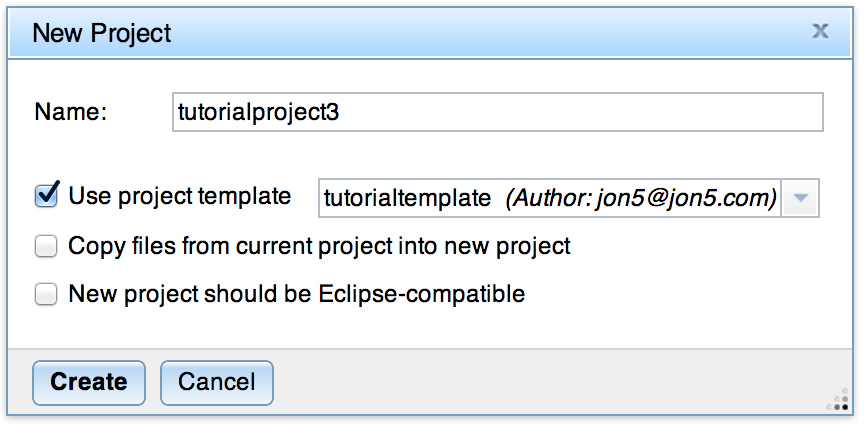 New Project
Name: tutorialproject3
Use project template tutorialtemplate (Author: jon5@jon5.com)
Copy files from current project into new project
New project should be Eclipse-compatible
Create Cancel